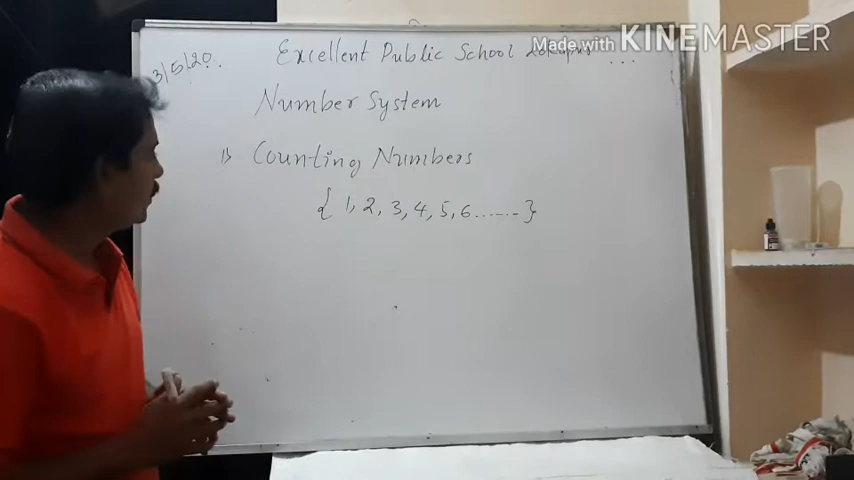 3/5/20.
Excellent Public School
Number System
1) Counting Numbers
{ 1, 2, 3, 4, 5, 6....... }
Made with KINEMASTER